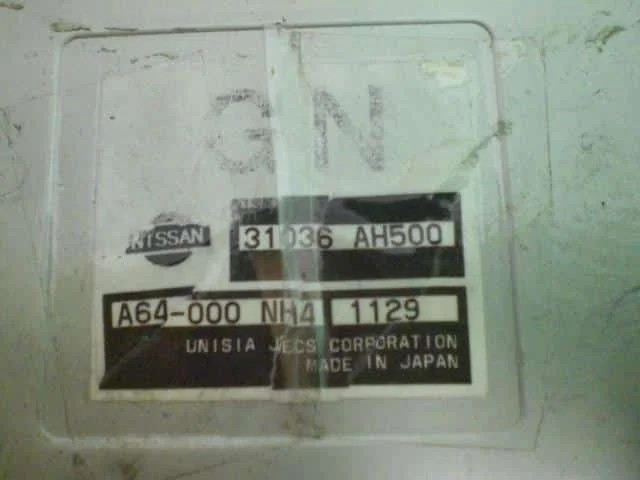 GN
NISSAN
31036 AH500
A64-000 NH4 1129
UNISIA JECS CORPORATION
MADE IN JAPAN